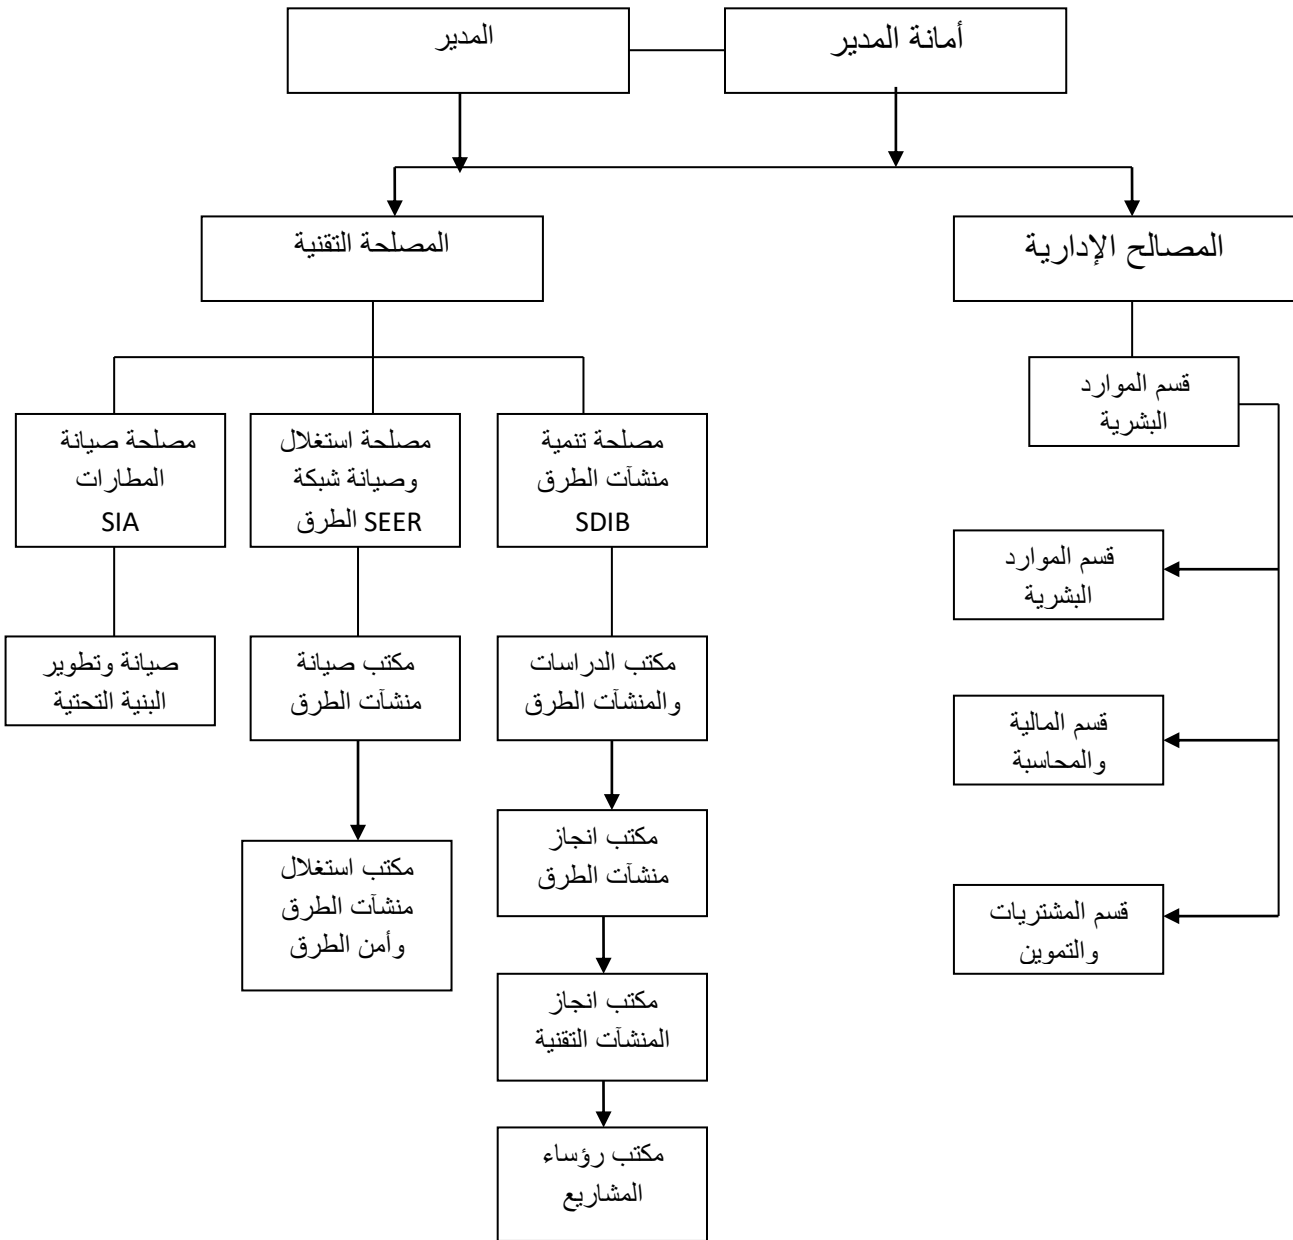 أمانة المدير
المدير
المصالح الإدارية
المصلحة التقنية
قسم الموارد
البشرية
مصلحة تنمية
منشآت الطرق
SDIB
مصلحة استغلال
وصيانة شبكة
الطرق SEER
مصلحة صيانة
المطارات
SIA
قسم الموارد
البشرية
مكتب الدراسات
والمنشآت الطرق
مكتب صيانة
منشآت الطرق
صيانة وتطوير
البنية التحتية
قسم المالية
والمحاسبة
مكتب انجاز
منشآت الطرق
مكتب استغلال
منشآت الطرق
وأمن الطرق
قسم المشتريات
والتموين
مكتب انجاز
المنشآت التقنية
مكتب رؤساء
المشاريع